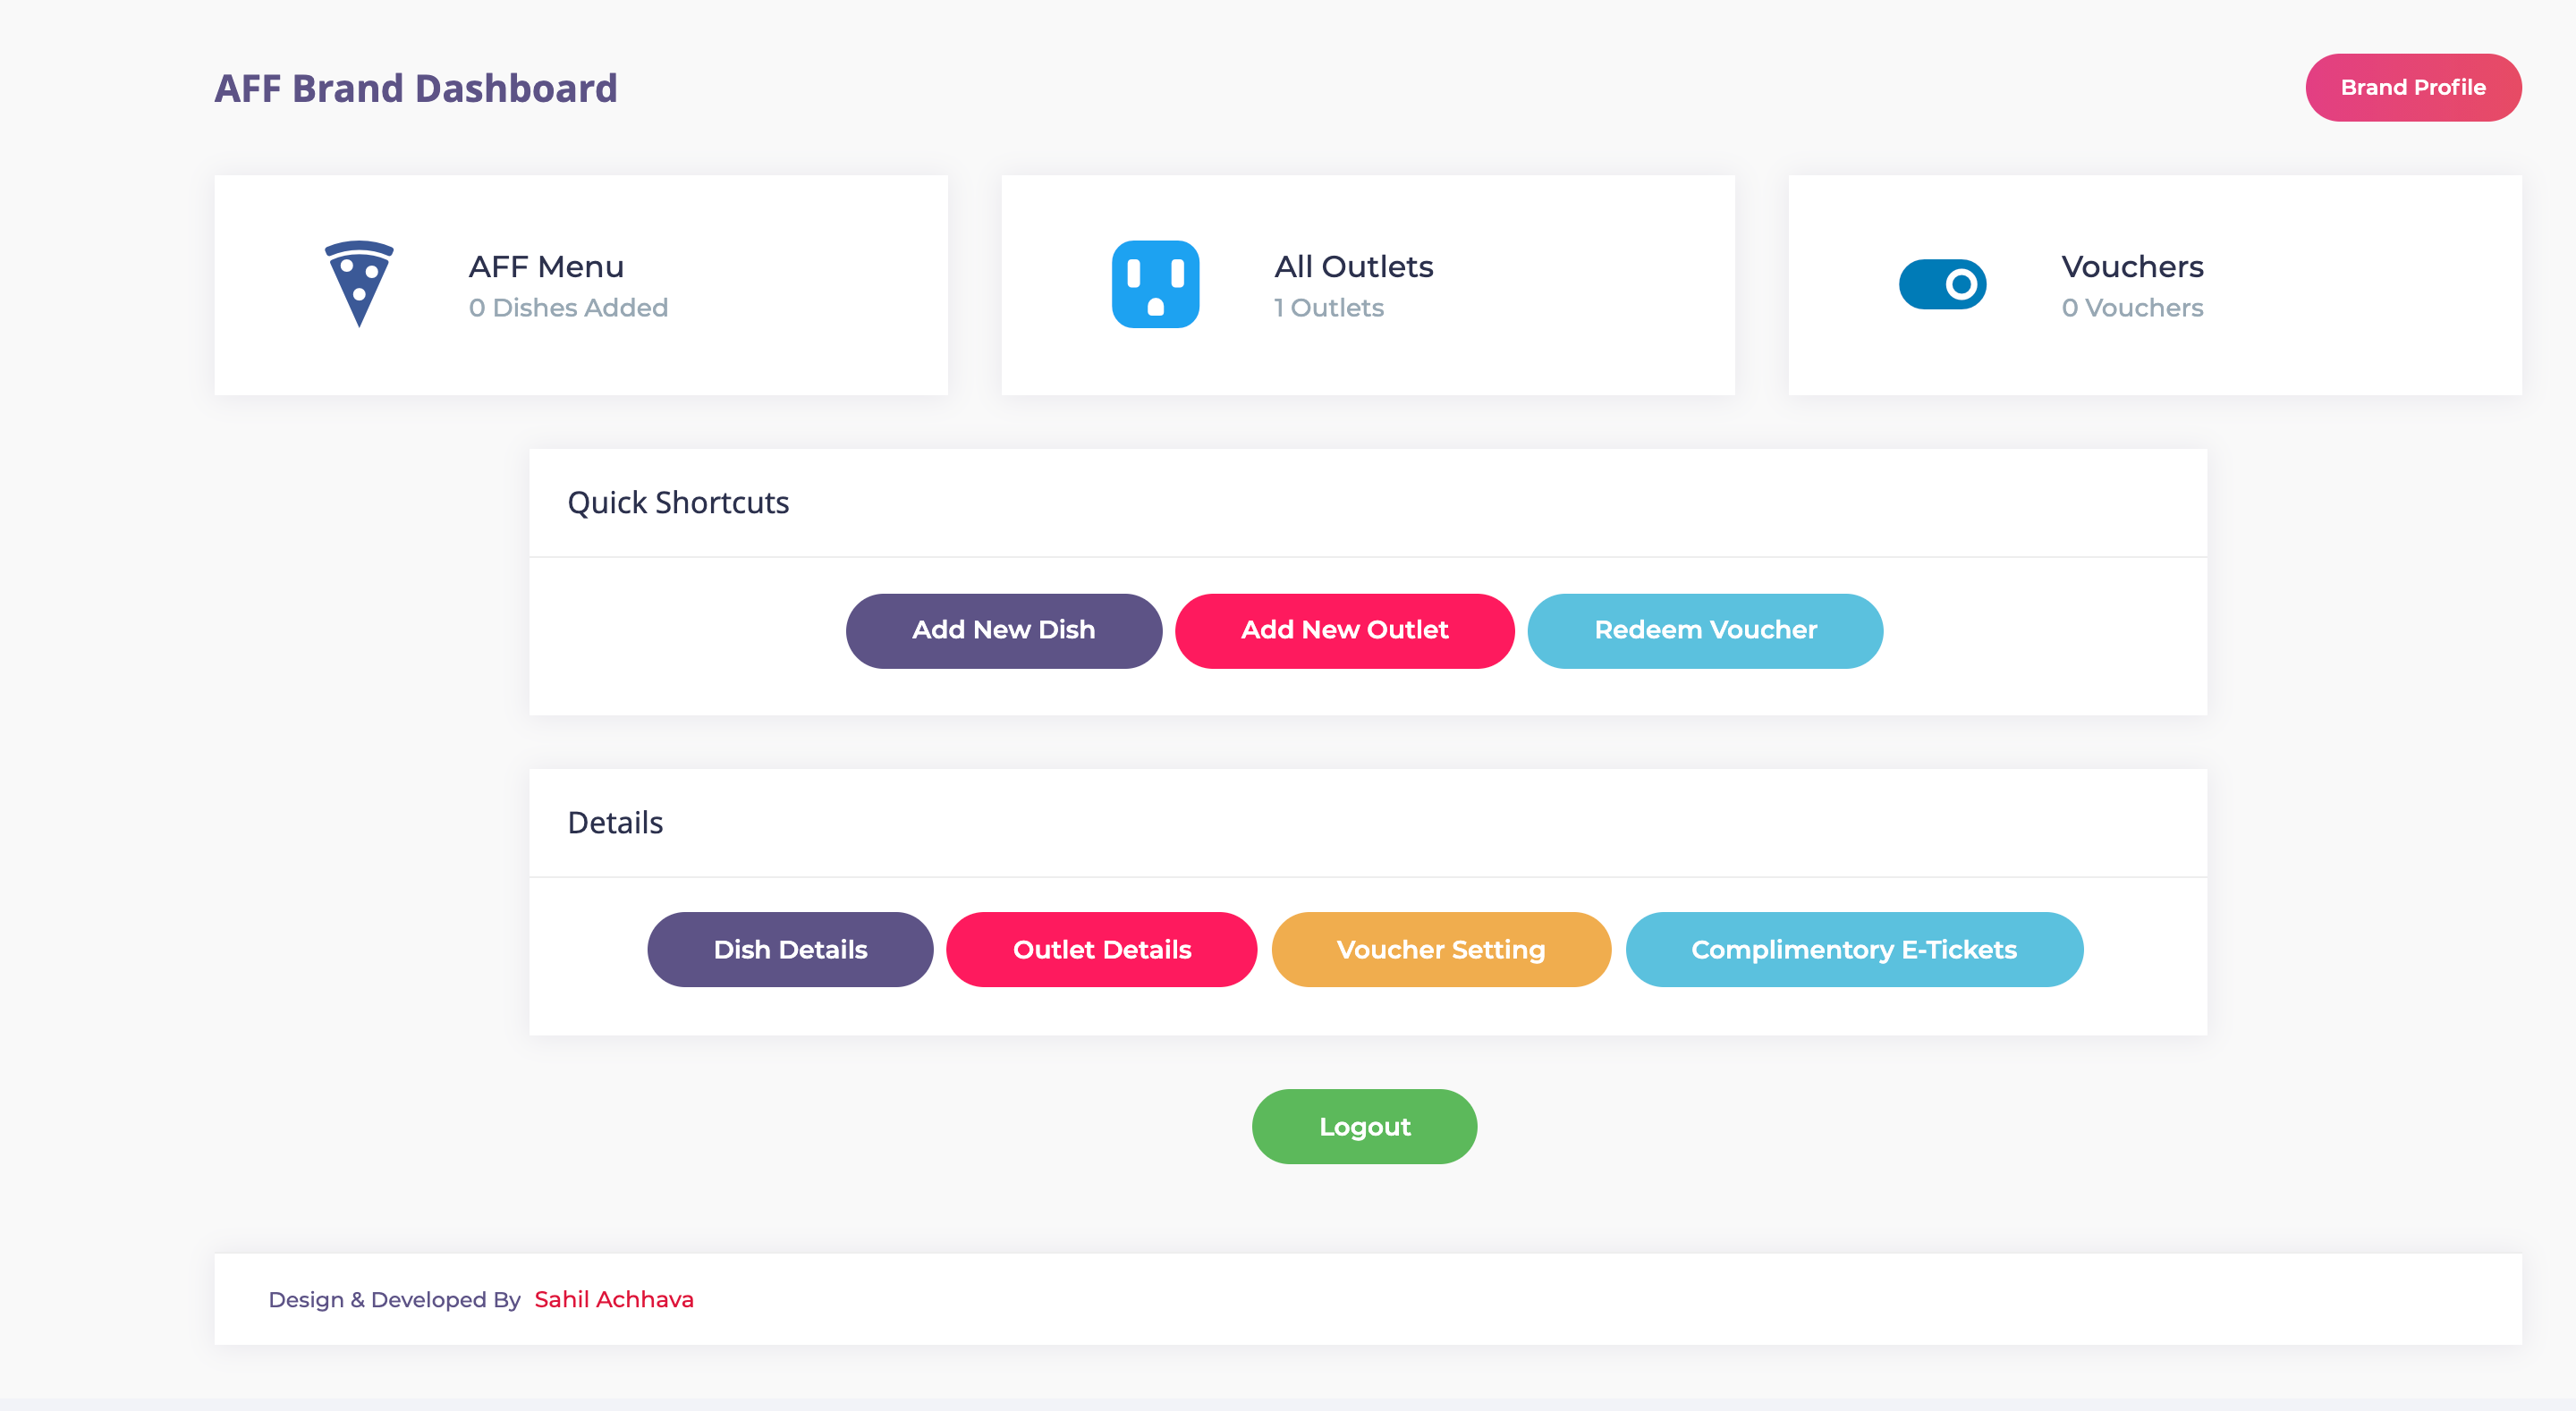 AFF Brand Dashboard
Brand Profile
AFF Menu
0 Dishes Added
All Outlets
1 Outlets
Vouchers
0 Vouchers
Quick Shortcuts
Add New Dish
Add New Outlet
Redeem Voucher
Details
Dish Details
Outlet Details
Voucher Setting
Complimentory E-Tickets
Logout
Design & Developed By Sahil Achhava